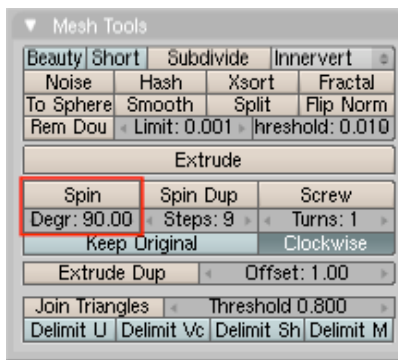 Mesh Tools
Beauty Short Subdivide Innervert
Noise Hash Xsort Fractal
To Sphere Smooth Split Flip Norm
Rem Dou Limit: 0.001 hreshold: 0.010
Extrude
Spin Spin Dup Screw
Degr: 90.00 Steps: 9 Turns: 1
Keep Original Clockwise
Extrude Dup Offset: 1.00
Join Triangles Threshold 0.800
Delimit U Delimit Vc Delimit Sh Delimit M